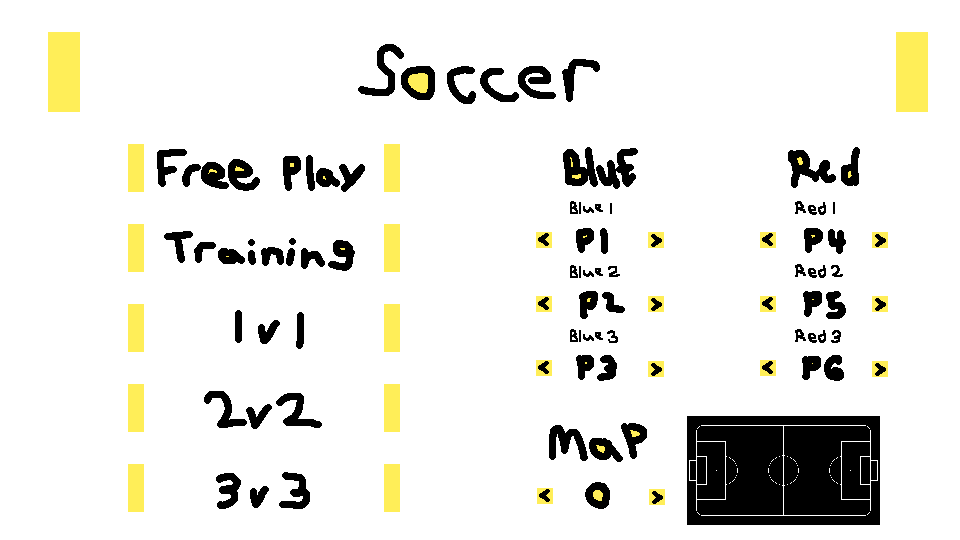 Soccer
Free Play
Training
1v1
2v2
3v3
BluE
Blue 1
< P1 >
Blue 2
< P2 >
Blue 3
< P3 >
Red
Red 1
< P4 >
Red 2
< P5 >
Red 3
< P6 >
MaP
< 0 >